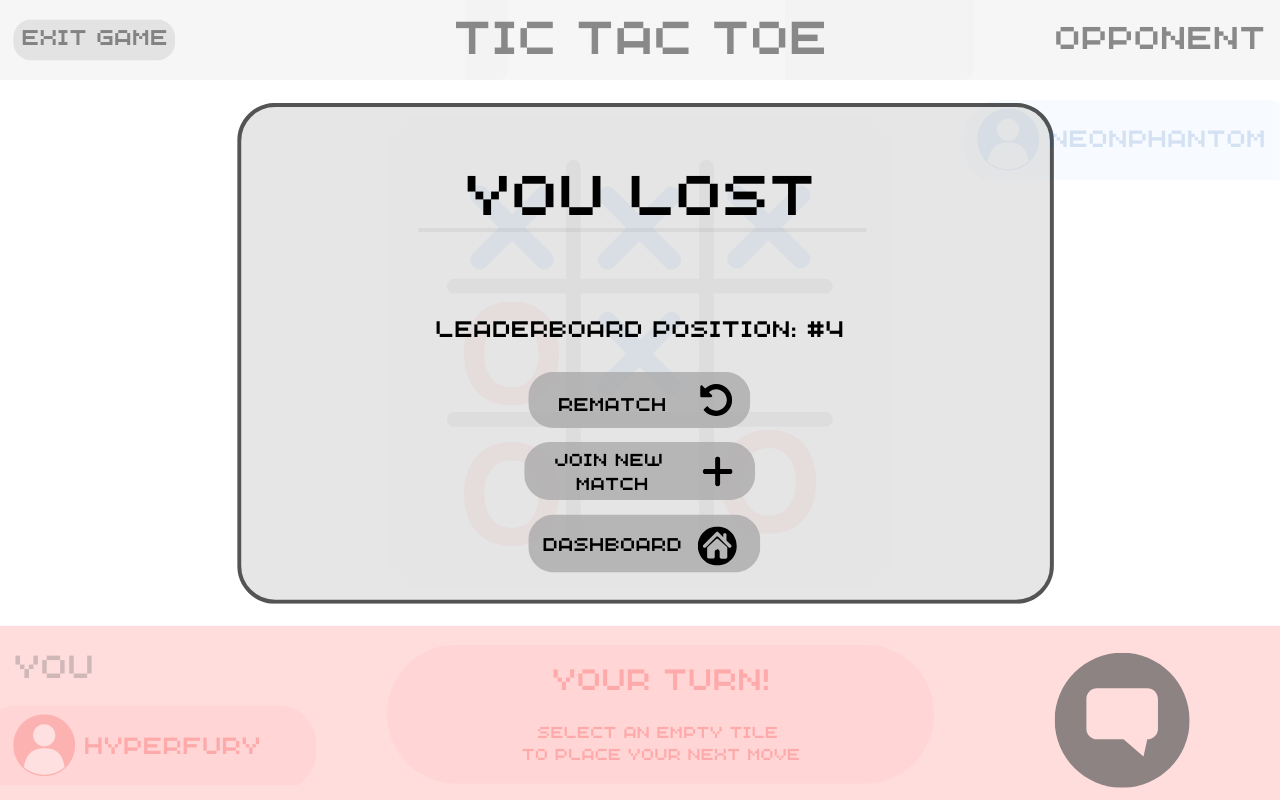 EXIT GAME
TIC TAC TOE
OPPONENT
NEONPHANTOM
YOU LOST
X X X
LEADERBOARD POSITION: #4
O X
REMATCH
JOIN NEW
MATCH
O O
DASHBOARD
YOU
HYPERFURY
YOUR TURN!
SELECT AN EMPTY TILE
TO PLACE YOUR NEXT MOVE